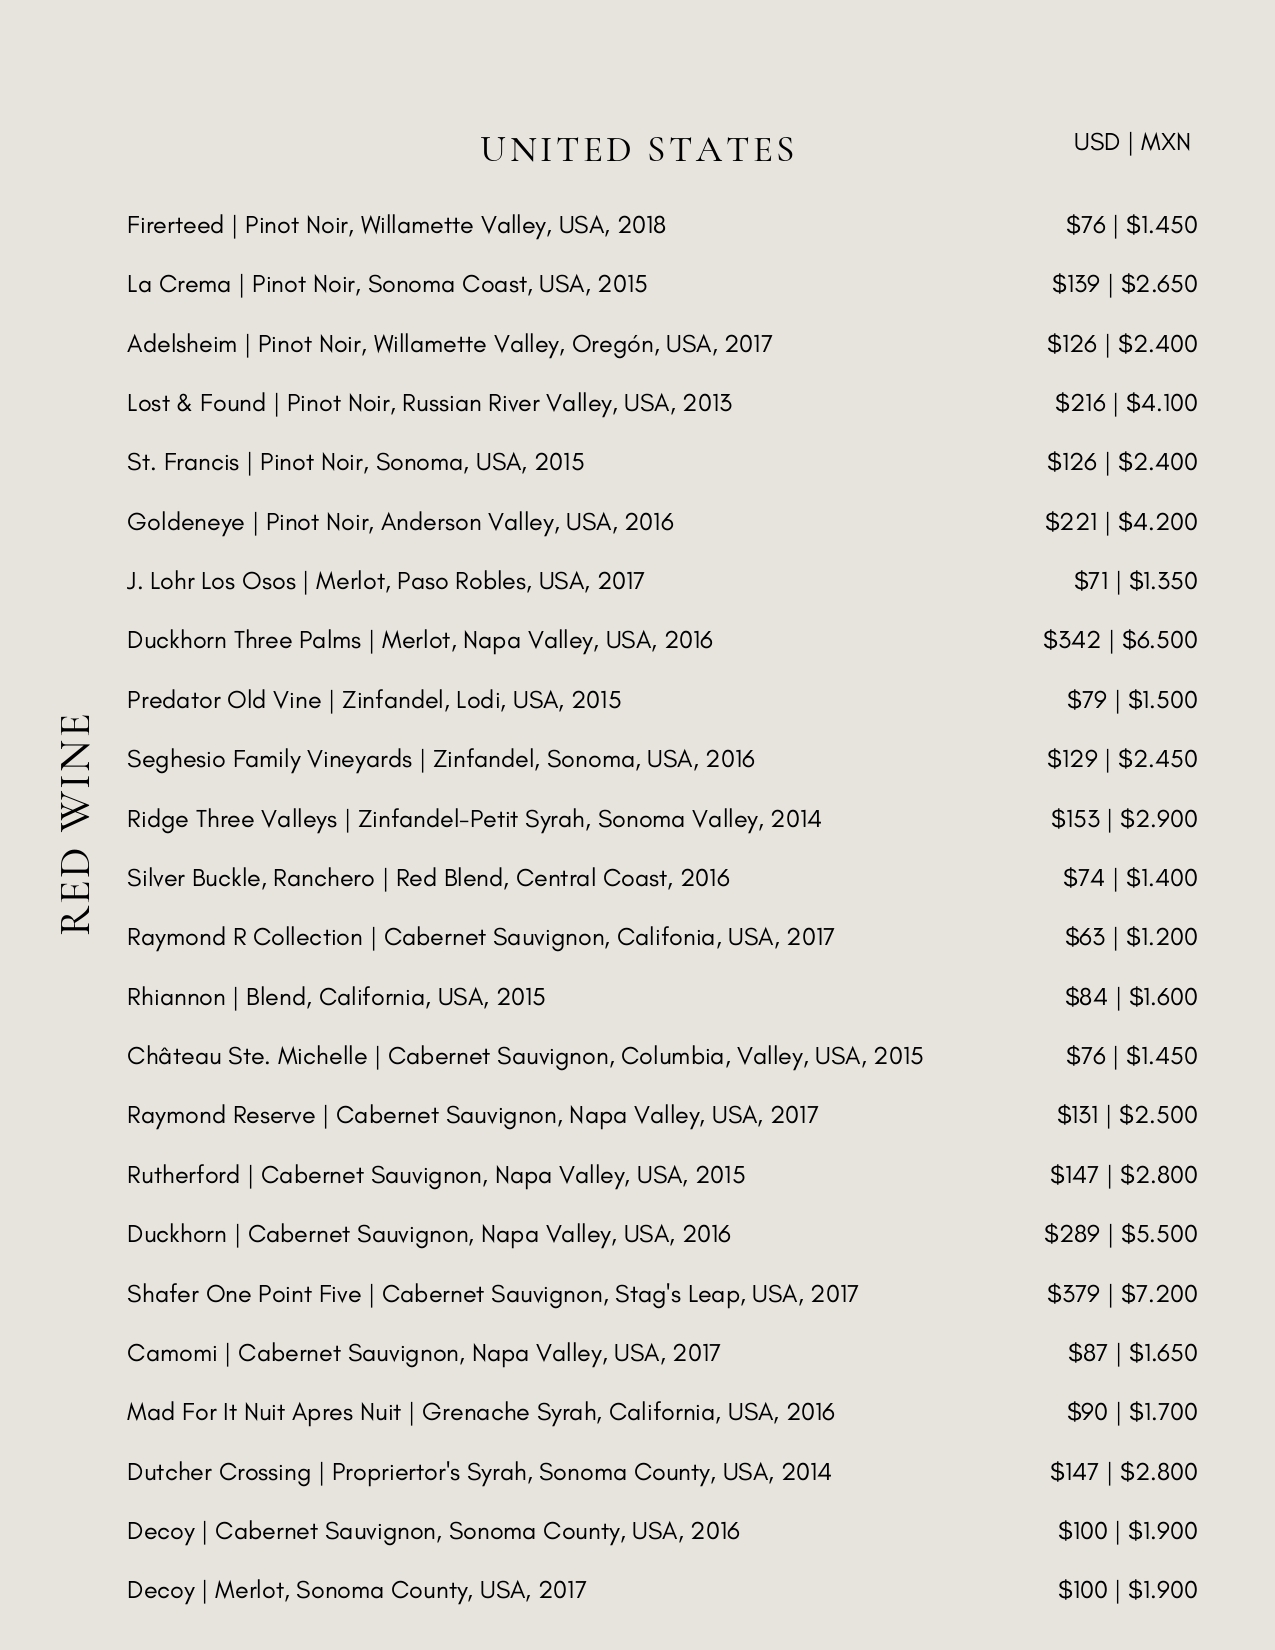 UNITED STATES
USD | MXN
Firerteed | Pinot Noir, Willamette Valley, USA, 2018 $76 | $1.450
La Crema | Pinot Noir, Sonoma Coast, USA, 2015 $139 | $2.650
Adelsheim | Pinot Noir, Willamette Valley, Oregón, USA, 2017 $126 | $2.400
Lost & Found | Pinot Noir, Russian River Valley, USA, 2013 $216 | $4.100
St. Francis | Pinot Noir, Sonoma, USA, 2015 $126 | $2.400
Goldeneye | Pinot Noir, Anderson Valley, USA, 2016 $221 | $4.200
J. Lohr Los Osos | Merlot, Paso Robles, USA, 2017 $71 | $1.350
Duckhorn Three Palms | Merlot, Napa Valley, USA, 2016 $342 | $6.500
Predator Old Vine | Zinfandel, Lodi, USA, 2015 $79 | $1.500
Seghesio Family Vineyards | Zinfandel, Sonoma, USA, 2016 $129 | $2.450
Ridge Three Valleys | Zinfandel-Petit Syrah, Sonoma Valley, 2014 $153 | $2.900
Silver Buckle, Ranchero | Red Blend, Central Coast, 2016 $74 | $1.400
Raymond R Collection | Cabernet Sauvignon, Califonia, USA, 2017 $63 | $1.200
Rhiannon | Blend, California, USA, 2015 $84 | $1.600
Château Ste. Michelle | Cabernet Sauvignon, Columbia, Valley, USA, 2015 $76 | $1.450
Raymond Reserve | Cabernet Sauvignon, Napa Valley, USA, 2017 $131 | $2.500
Rutherford | Cabernet Sauvignon, Napa Valley, USA, 2015 $147 | $2.800
Duckhorn | Cabernet Sauvignon, Napa Valley, USA, 2016 $289 | $5.500
Shafer One Point Five | Cabernet Sauvignon, Stag's Leap, USA, 2017 $379 | $7.200
Camomi | Cabernet Sauvignon, Napa Valley, USA, 2017 $87 | $1.650
Mad For It Nuit Apres Nuit | Grenache Syrah, California, USA, 2016 $90 | $1.700
Dutcher Crossing | Propriertor's Syrah, Sonoma County, USA, 2014 $147 | $2.800
Decoy | Cabernet Sauvignon, Sonoma County, USA, 2016 $100 | $1.900
Decoy | Merlot, Sonoma County, USA, 2017 $100 | $1.900
RED WINE